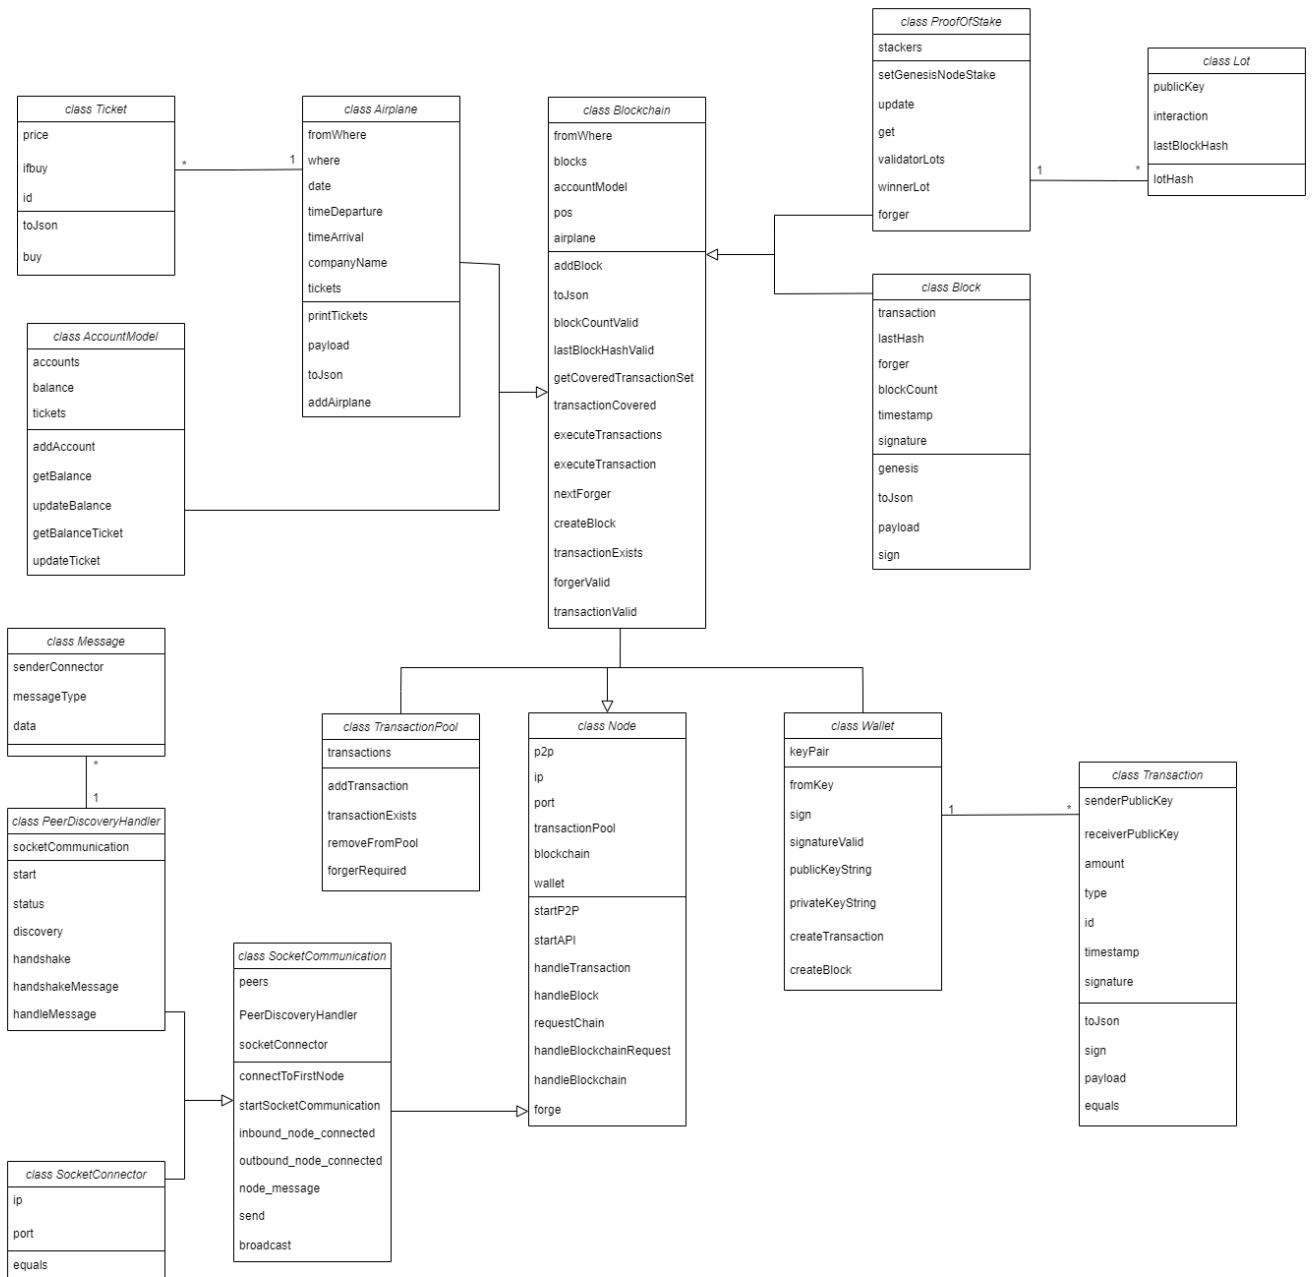 class ProofOfStake
stackers
setGenesisNodeStake
update
get
validatorLots
winnerLot
forger
class Lot
publicKey
interaction
lastBlockHash
lotHash
1
*
class Ticket
price
ifbuy
id
toJson
buy
*
1
class Airplane
fromWhere
where
date
timeDeparture
timeArrival
companyName
tickets
printTickets
payload
toJson
addAirplane
class Blockchain
fromWhere
blocks
accountModel
pos
airplane
addBlock
toJson
blockCountValid
lastBlockHashValid
getCoveredTransactionSet
transactionCovered
executeTransactions
executeTransaction
nextForger
createBlock
transactionExists
forgerValid
transactionValid
class Block
transaction
lastHash
forger
blockCount
timestamp
signature
genesis
toJson
payload
sign
class AccountModel
accounts
balance
tickets
addAccount
getBalance
updateBalance
getBalanceTicket
updateTicket
class Message
senderConnector
messageType
data
*
1
class PeerDiscoveryHandler
socketCommunication
start
status
discovery
handshake
handshakeMessage
handleMessage
class TransactionPool
transactions
addTransaction
transactionExists
removeFromPool
forgerRequired
class Node
p2p
ip
port
transactionPool
blockchain
wallet
startP2P
startAPI
handleTransaction
handleBlock
requestChain
handleBlockchainRequest
handleBlockchain
forge
class Wallet
keyPair
fromKey
sign
signatureValid
publicKeyString
privateKeyString
createTransaction
createBlock
1
*
class Transaction
senderPublicKey
receiverPublicKey
amount
type
id
timestamp
signature
toJson
sign
payload
equals
class SocketCommunication
peers
PeerDiscoveryHandler
socketConnector
connectToFirstNode
startSocketCommunication
inbound_node_connected
outbound_node_connected
node_message
send
broadcast
class SocketConnector
ip
port
equals